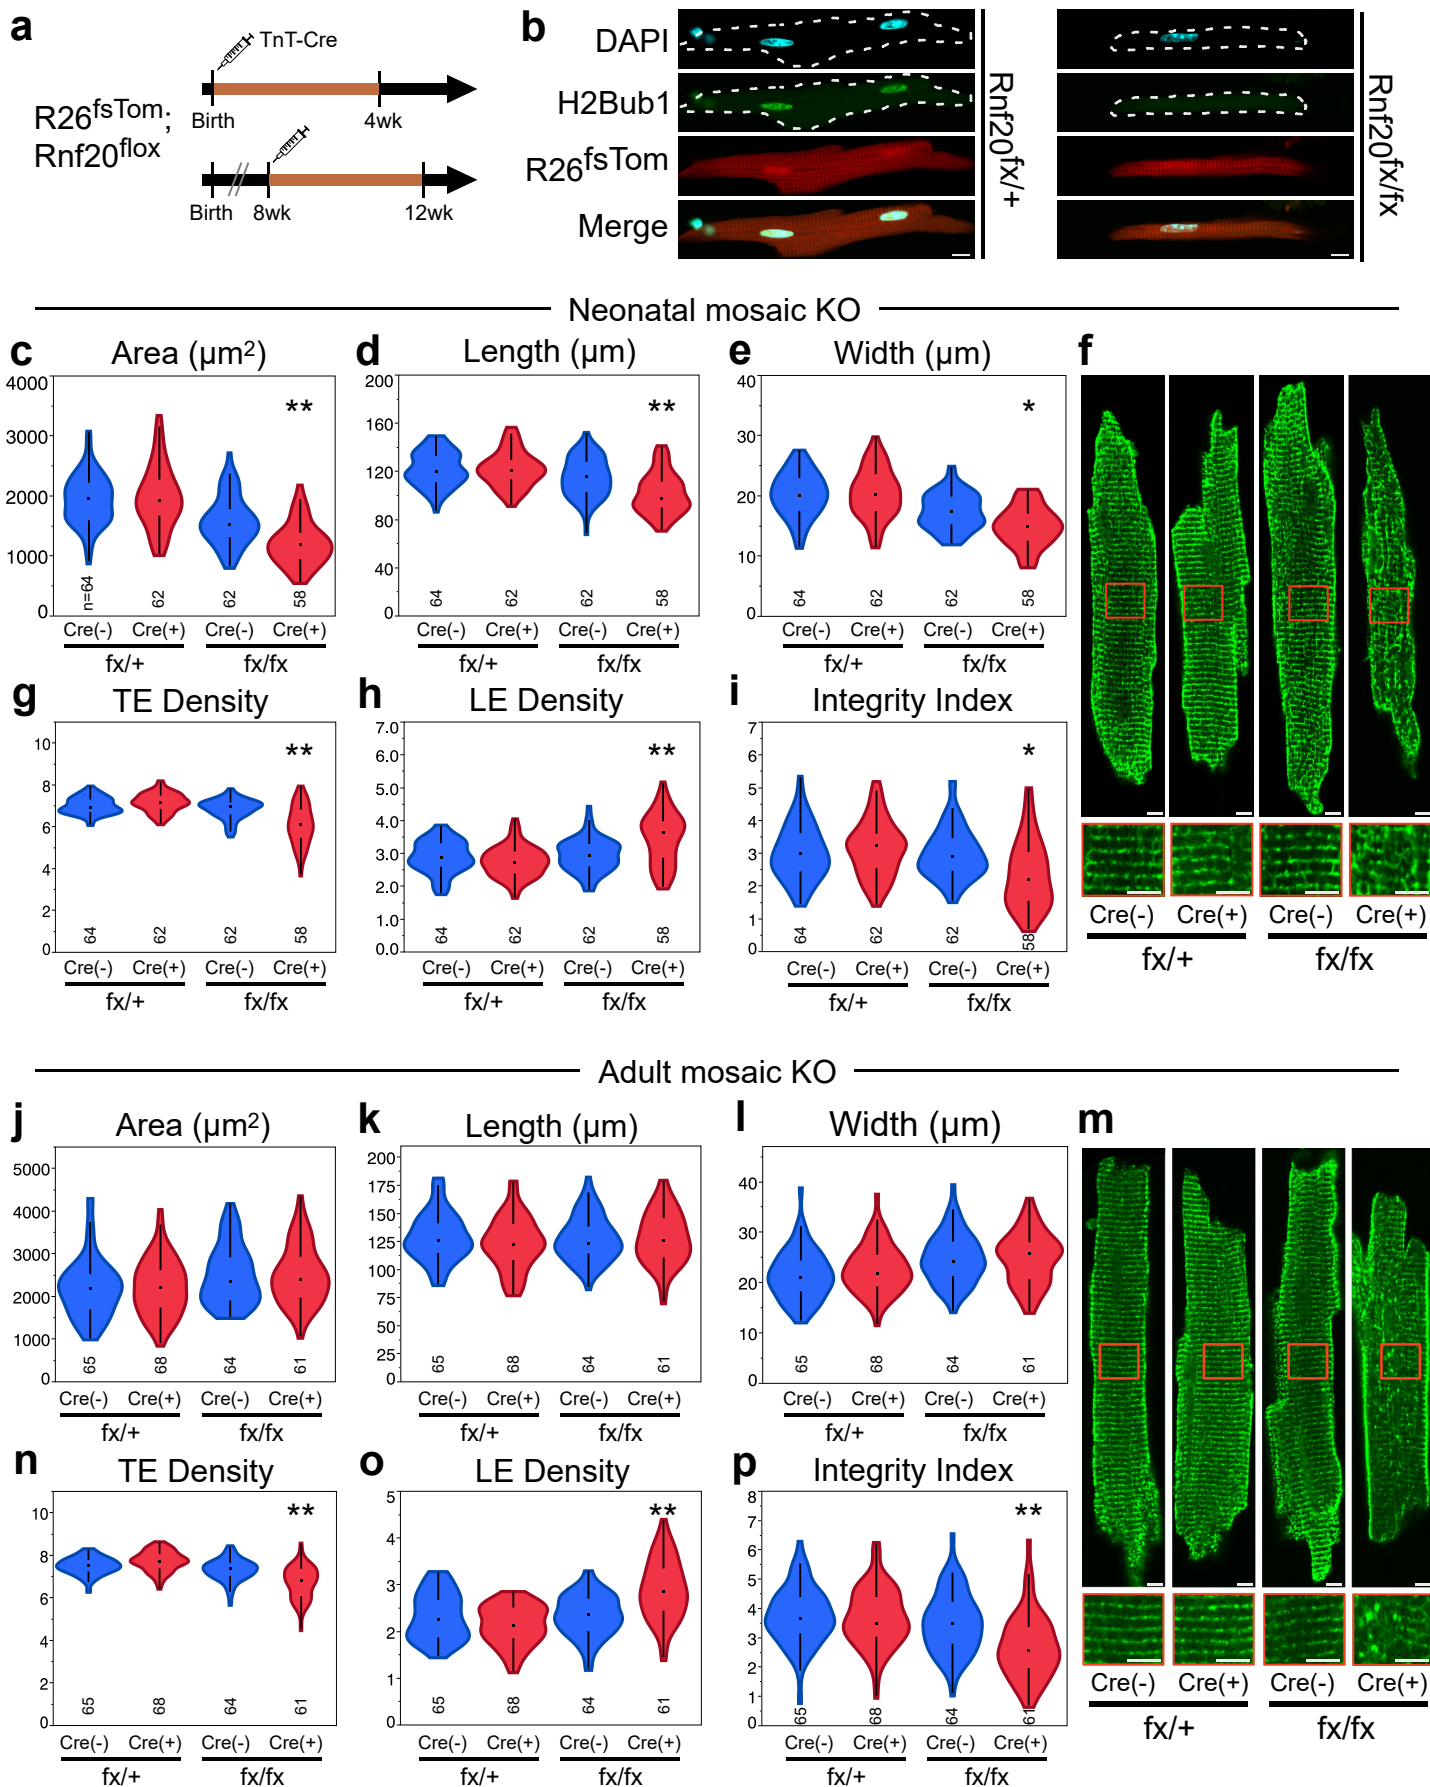 a
TnT-Cre
R26fsTom;
Rnf20flox
Birth 4wk
Birth 8wk 12wk
b
DAPI
H2Bub1
R26fsTom
Merge
Rnf20fx/+
Rnf20fx/fx
Neonatal mosaic KO
c Area (µm2)
4000
3000
2000
1000
0
**
n=64 62 62 58
Cre(-) Cre(+) Cre(-) Cre(+)
fx/+ fx/fx
d Length (µm)
200
160
120
80
40
0
**
64 62 62 58
Cre(-) Cre(+) Cre(-) Cre(+)
fx/+ fx/fx
e Width (µm)
40
30
20
10
0
*
64 62 62 58
Cre(-) Cre(+) Cre(-) Cre(+)
fx/+ fx/fx
f
Cre(-) Cre(+) Cre(-) Cre(+)
fx/+ fx/fx
g TE Density
10
8
6
4
2
0
**
64 62 62 58
Cre(-) Cre(+) Cre(-) Cre(+)
fx/+ fx/fx
h LE Density
7.0
6.0
5.0
4.0
3.0
2.0
1.0
0.0
**
64 62 62 58
Cre(-) Cre(+) Cre(-) Cre(+)
fx/+ fx/fx
i Integrity Index
7
6
5
4
3
2
1
0
*
64 62 62 58
Cre(-) Cre(+) Cre(-) Cre(+)
fx/+ fx/fx
Adult mosaic KO
j Area (µm2)
5000
4000
3000
2000
1000
0
65 68 64 61
Cre(-) Cre(+) Cre(-) Cre(+)
fx/+ fx/fx
k Length (µm)
200
175
150
125
100
75
50
25
0
65 68 64 61
Cre(-) Cre(+) Cre(-) Cre(+)
fx/+ fx/fx
l Width (µm)
40
30
20
10
0
65 68 64 61
Cre(-) Cre(+) Cre(-) Cre(+)
fx/+ fx/fx
m
Cre(-) Cre(+) Cre(-) Cre(+)
fx/+ fx/fx
n TE Density
10
8
6
4
2
0
**
65 68 64 61
Cre(-) Cre(+) Cre(-) Cre(+)
fx/+ fx/fx
o LE Density
5
4
3
2
1
0
**
65 68 64 61
Cre(-) Cre(+) Cre(-) Cre(+)
fx/+ fx/fx
p Integrity Index
8
7
6
5
4
3
2
1
0
**
65 68 64 61
Cre(-) Cre(+) Cre(-) Cre(+)
fx/+ fx/fx